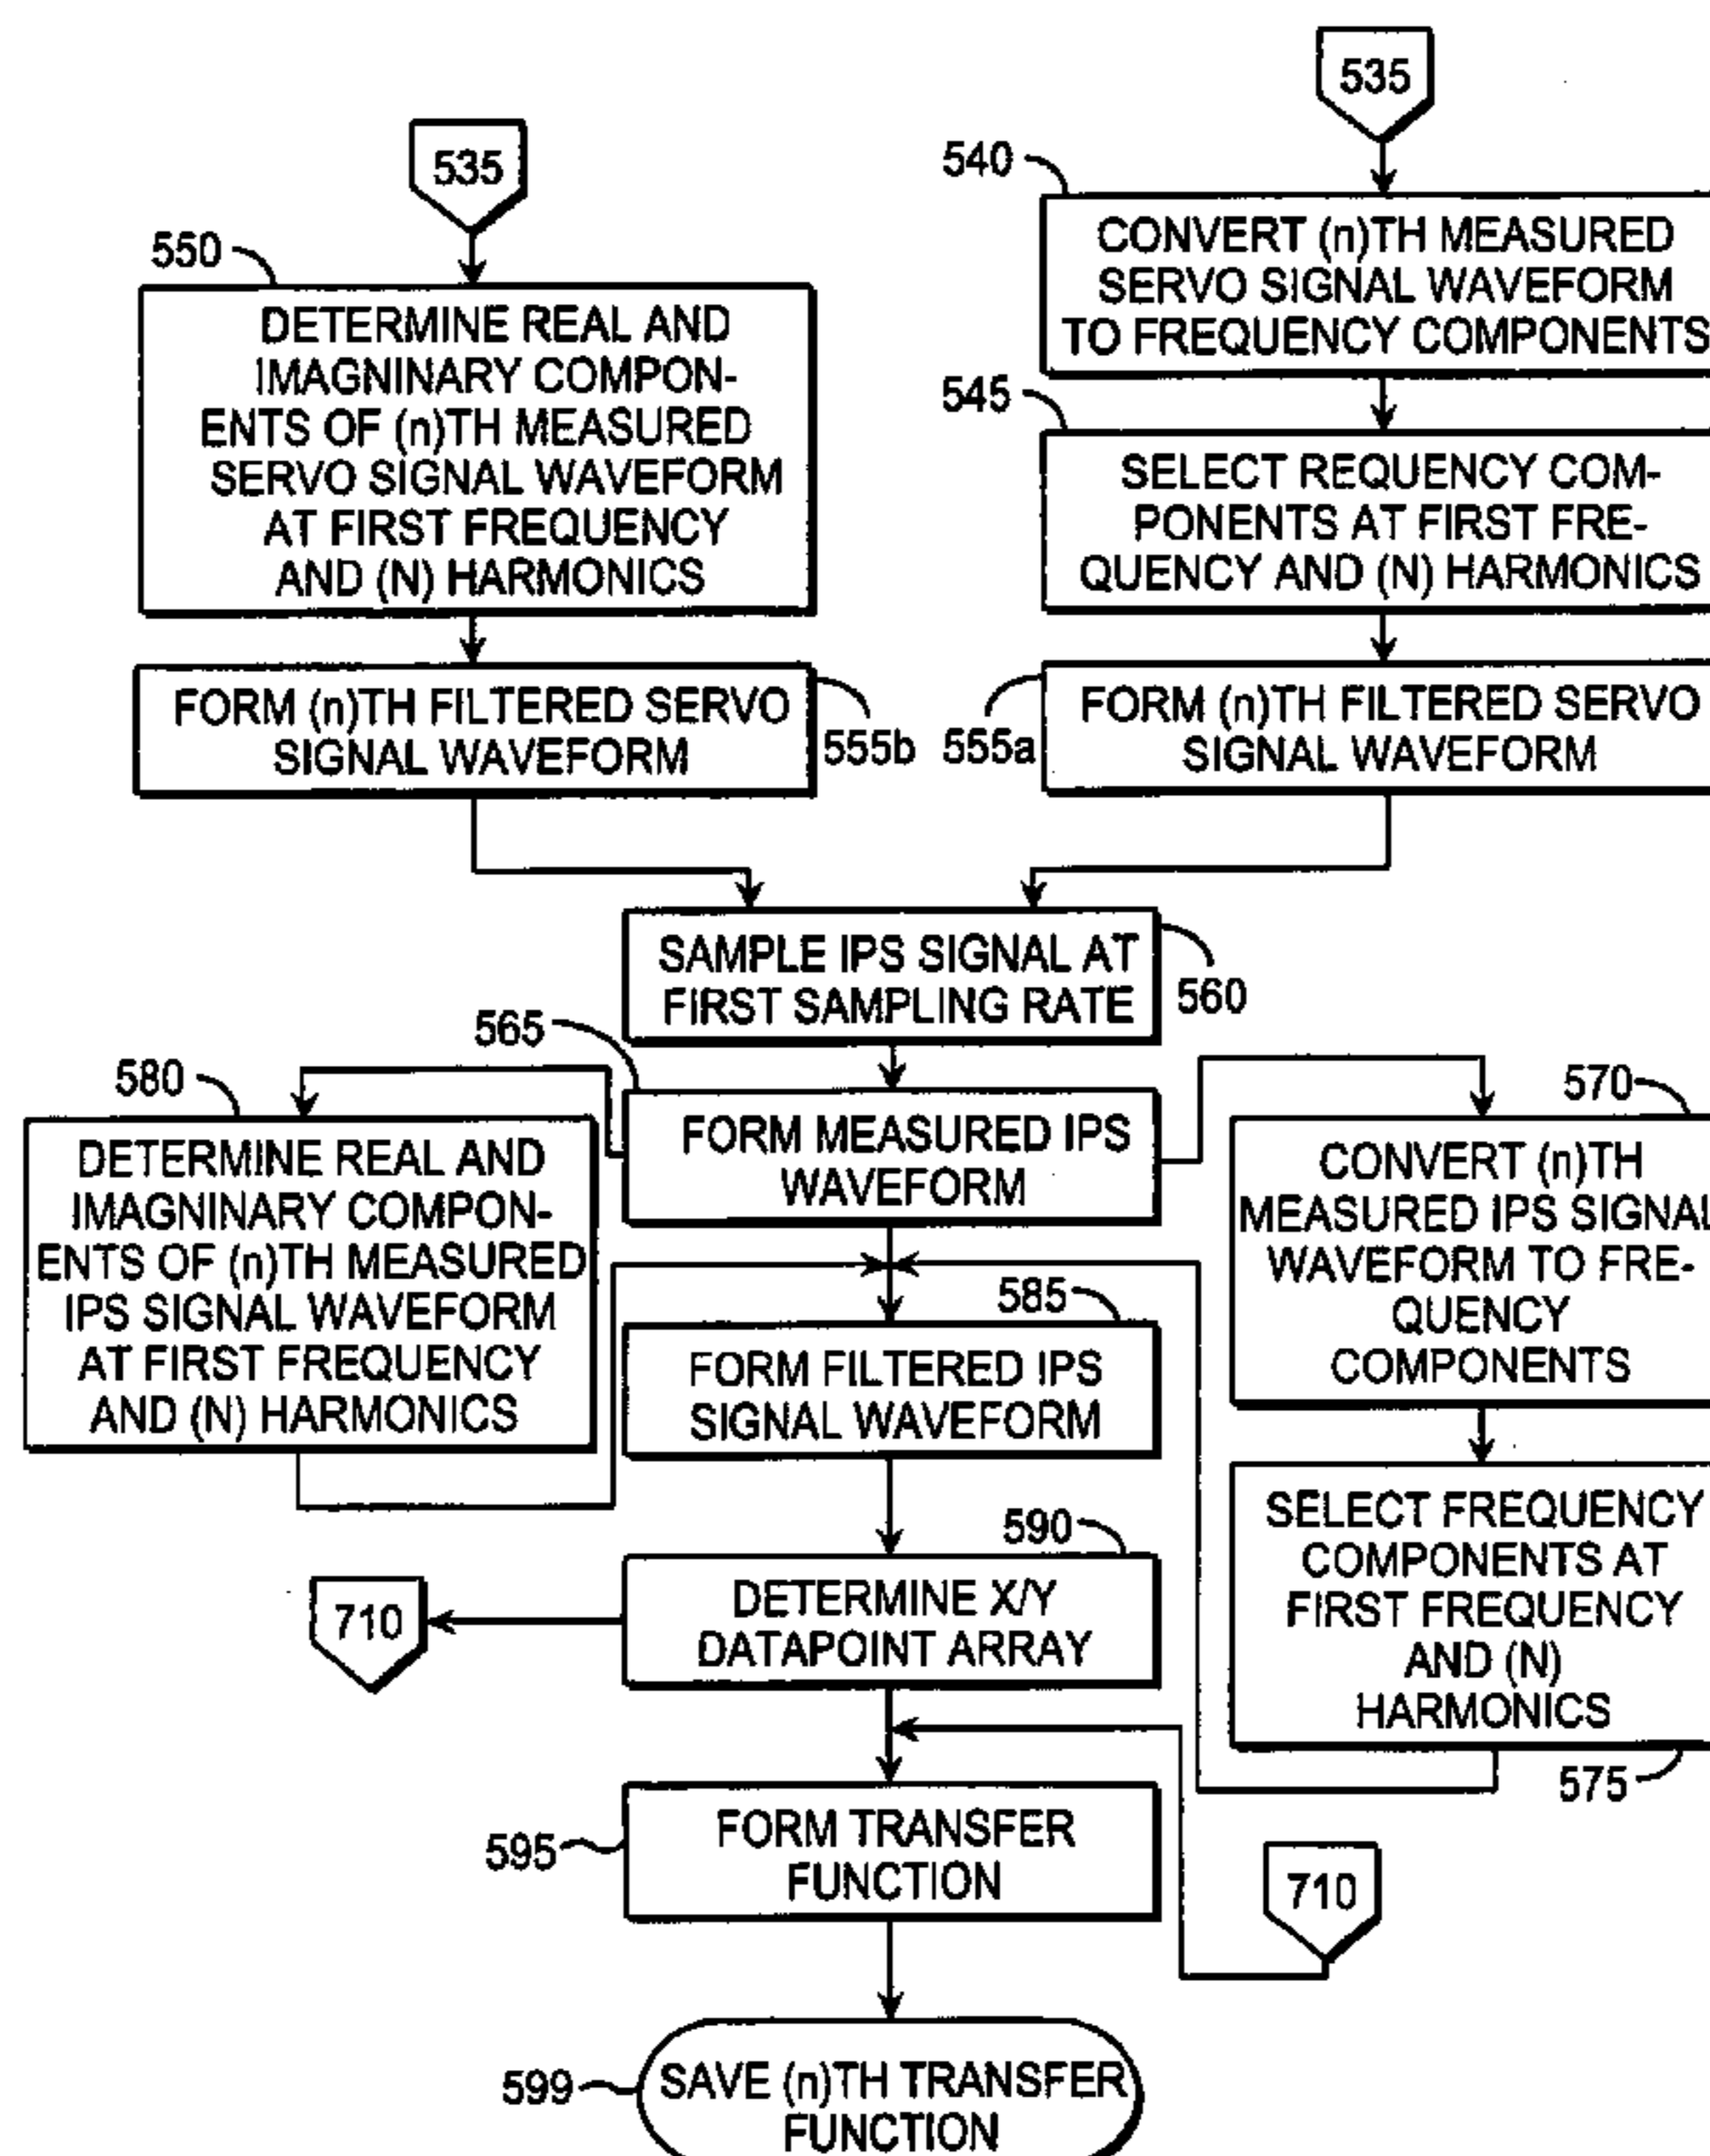 535
550
DETERMINE REAL AND
IMAGNINARY COMPON-
ENTS OF (n)TH MEASURED
SERVO SIGNAL WAVEFORM
AT FIRST FREQUENCY
AND (N) HARMONICS
FORM (n)TH FILTERED SERVO
SIGNAL WAVEFORM
555b
535
540
CONVERT (n)TH MEASURED
SERVO SIGNAL WAVEFORM
TO FREQUENCY COMPONENTS
545
SELECT REQUENCY COM-
PONENTS AT FIRST FRE-
QUENCY AND (N) HARMONICS
555a
FORM (n)TH FILTERED SERVO
SIGNAL WAVEFORM
SAMPLE IPS SIGNAL AT
FIRST SAMPLING RATE
560
565
FORM MEASURED IPS
WAVEFORM
580
DETERMINE REAL AND
IMAGNINARY COMPON-
ENTS OF (n)TH MEASURED
IPS SIGNAL WAVEFORM
AT FIRST FREQUENCY
AND (N) HARMONICS
570
CONVERT (n)TH
MEASURED IPS SIGNAL
WAVEFORM TO FRE-
QUENCY
COMPONENTS
SELECT FREQUENCY
COMPONENTS AT
FIRST FREQUENCY
AND (N)
HARMONICS
575
585
FORM FILTERED IPS
SIGNAL WAVEFORM
590
DETERMINE X/Y
DATAPOINT ARRAY
710
595
FORM TRANSFER
FUNCTION
710
599
SAVE (n)TH TRANSFER
FUNCTION